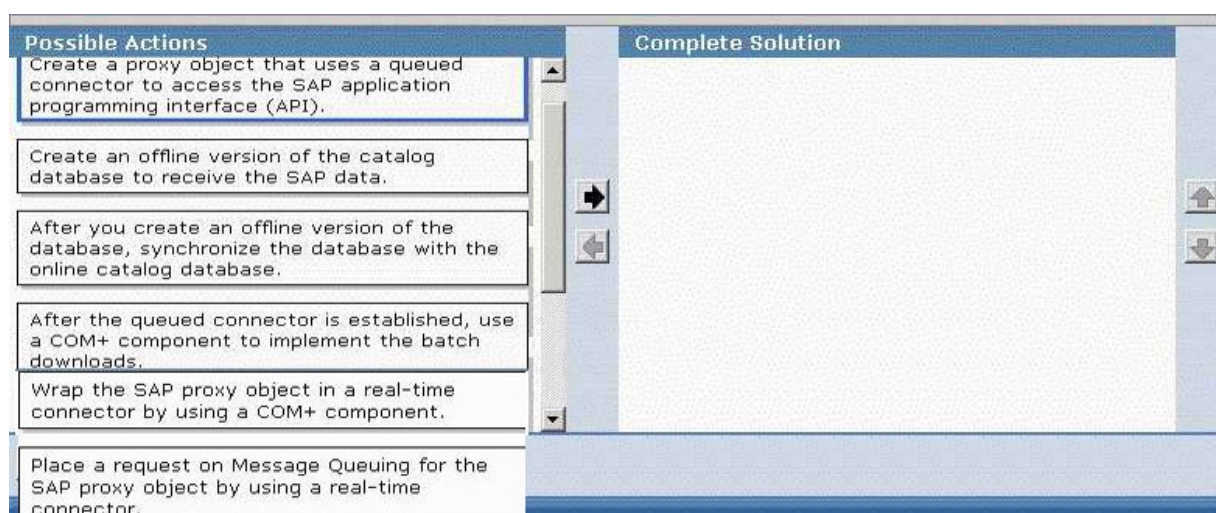 Possible Actions
Complete Solution
Create a proxy object that uses a queued
connector to access the SAP application
programming interface (API).
Create an offline version of the catalog
database to receive the SAP data.
After you create an offline version of the
database, synchronize the database with the
online catalog database.
After the queued connector is established, use
a COM+ component to implement the batch
downloads.
Wrap the SAP proxy object in a real-time
connector by using a COM+ component.
Place a request on Message Queuing for the
SAP proxy object by using a real-time
connector.